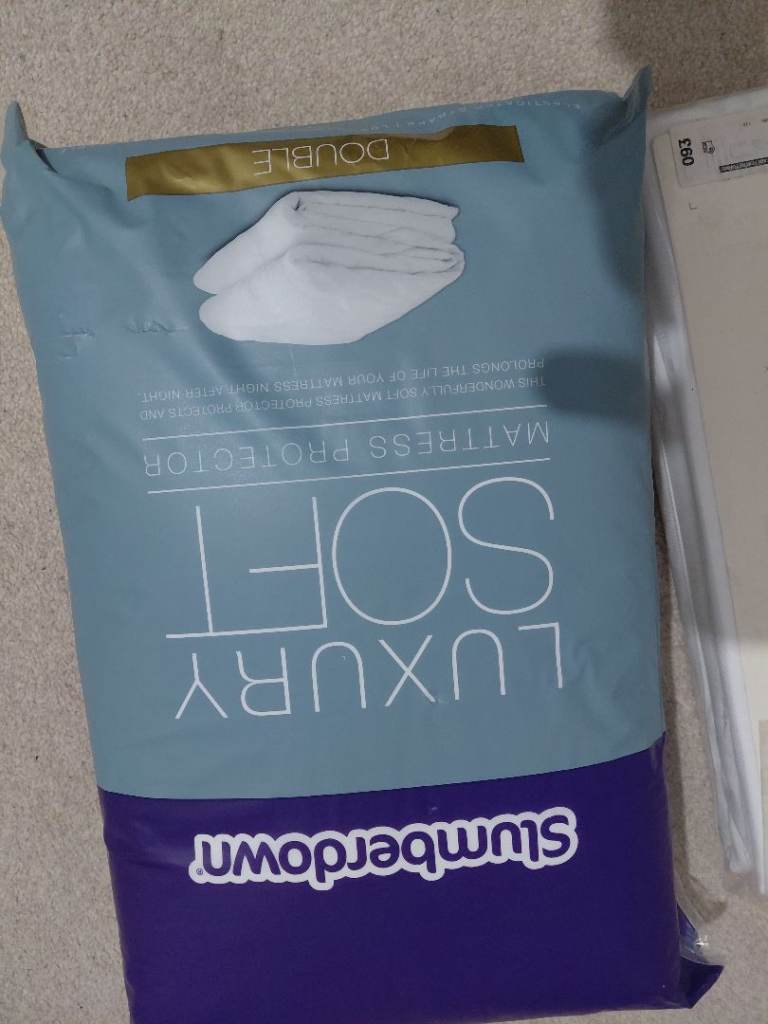 Slumberdown®
LUXURY
SOFT
MATTRESS PROTECTOR
THIS WONDERFULLY SOFT MATTRESS PROTECTOR PROTECTS AND
PROLONGS THE LIFE OF YOUR MATTRESS NIGHT AFTER NIGHT.
DOUBLE
£60